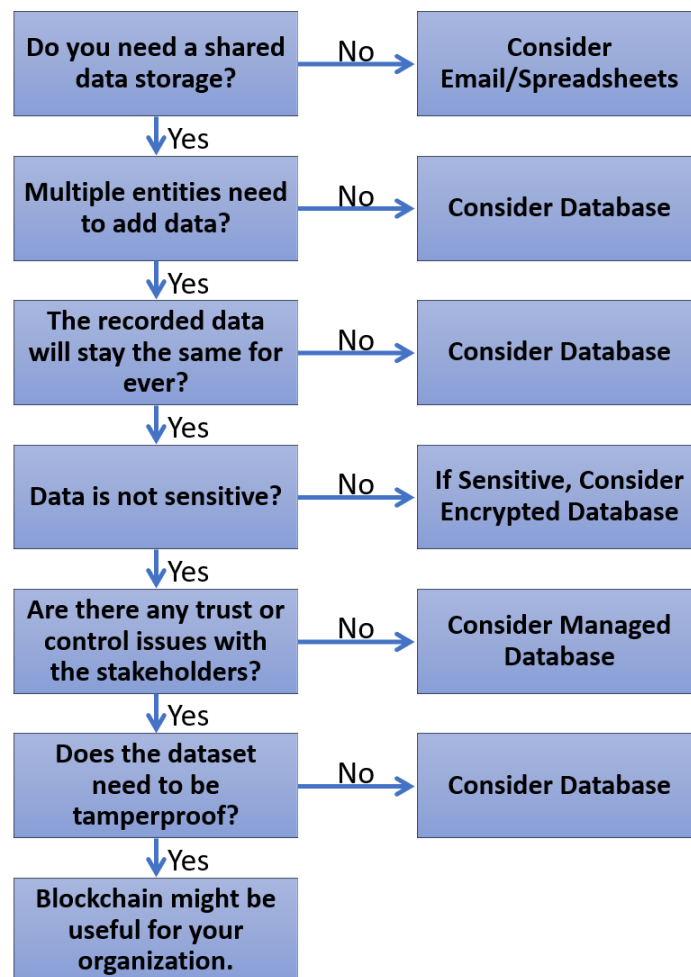 Do you need a shared
data storage?
No
Consider
Email/Spreadsheets
Yes
Multiple entities need
to add data?
No
Consider Database
Yes
The recorded data
will stay the same for
ever?
No
Consider Database
Yes
Data is not sensitive?
No
If Sensitive, Consider
Encrypted Database
Yes
Are there any trust or
control issues with
the stakeholders?
No
Consider Managed
Database
Yes
Does the dataset
need to be
tamperproof?
No
Consider Database
Yes
Blockchain might be
useful for your
organization.